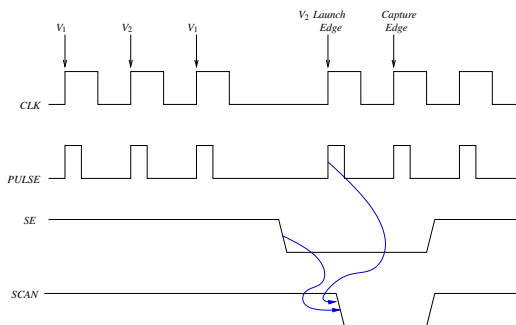 V1 V2 V1 V2 Launch Edge Capture Edge
CLK
PULSE
SE
SCAN